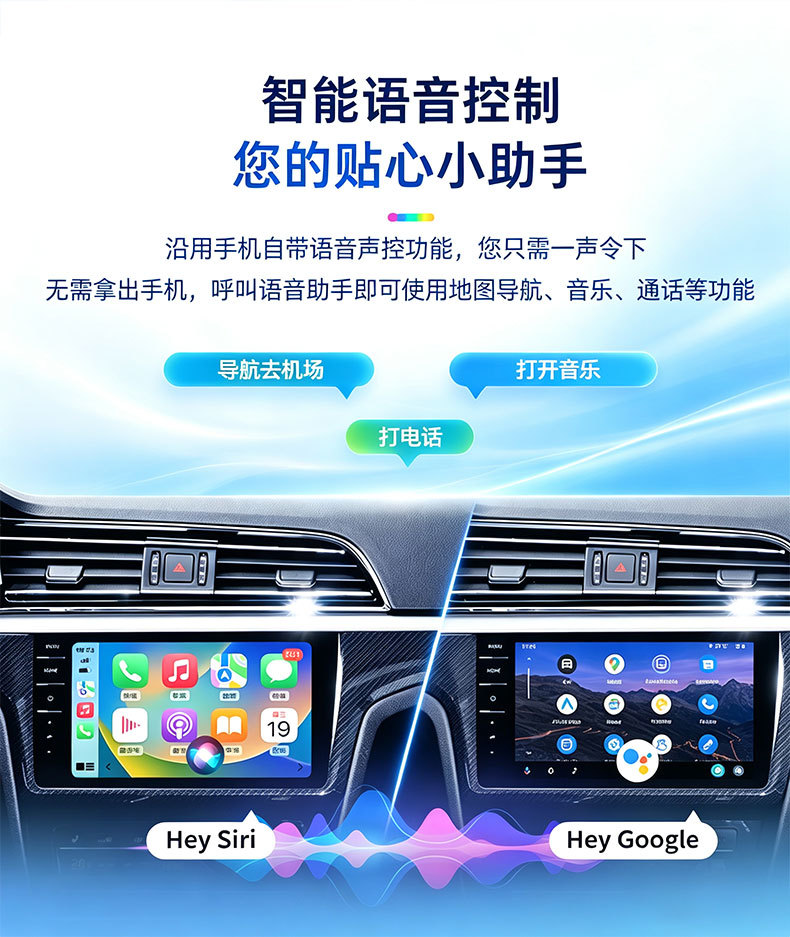 智能语音控制
您的贴心小助手
沿用手机自带语音声控功能，您只需一声令下
无需拿出手机，呼叫语音助手即可使用地图导航、音乐、通话等功能
导航去机场
打开音乐
打电话
19
Hey Siri
Hey Google